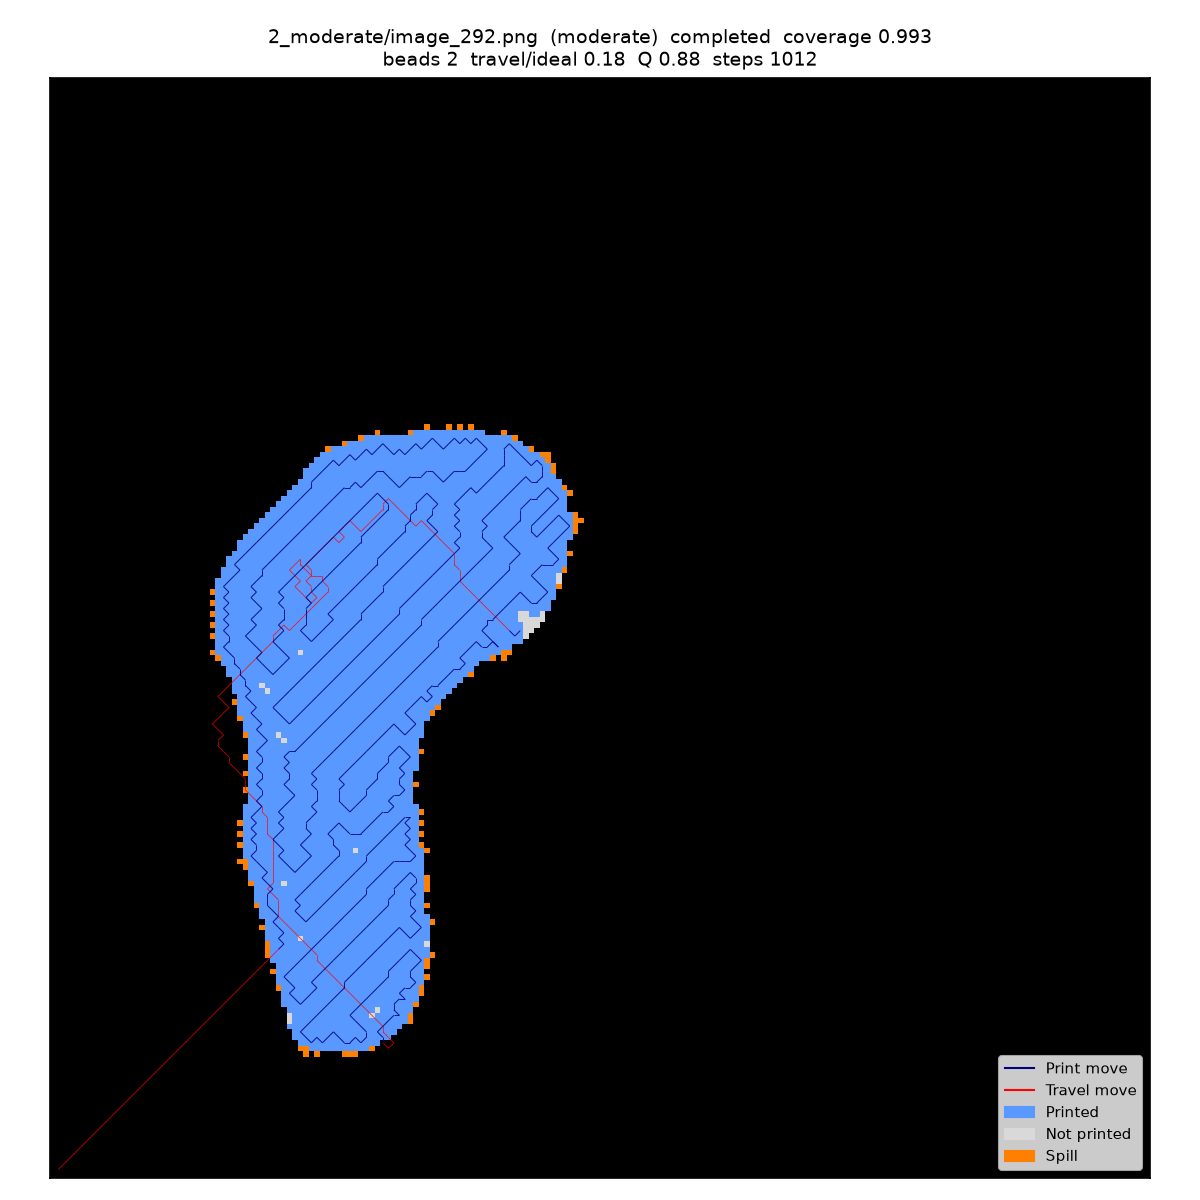 2_moderate/image_292.png  (moderate)  completed  coverage 0.993
beads 2  travel/ideal 0.18  Q 0.88  steps 1012
Print move
Travel move
Printed
Not printed
Spill